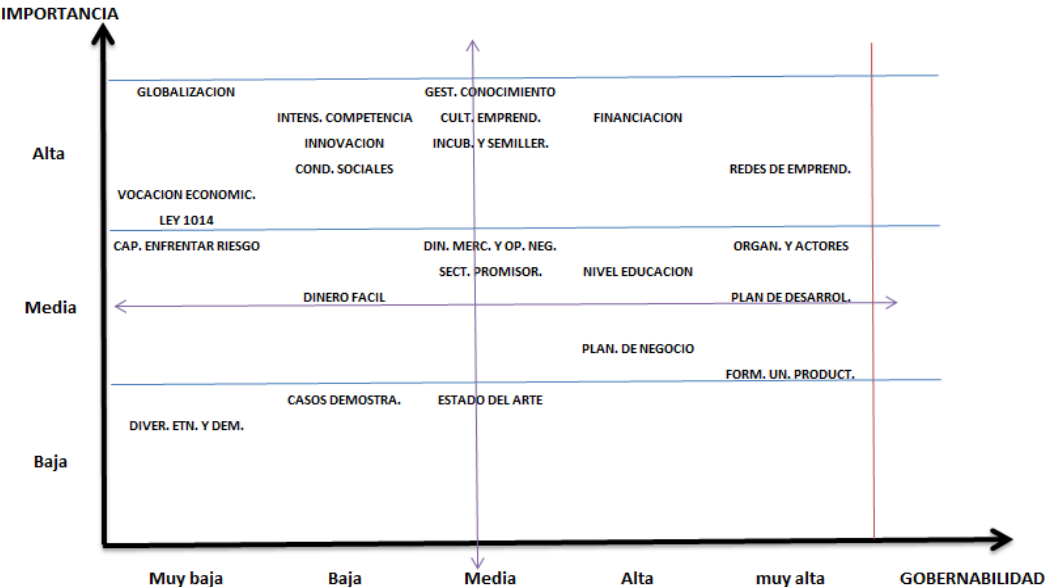 IMPORTANCIA
GLOBALIZACION GEST. CONOCIMIENTO
INTENS. COMPETENCIA CULT. EMPREND. FINANCIACION
INNOVACION INCUB. Y SEMILLER.
Alta
COND. SOCIALES REDES DE EMPREND.
VOCACION ECONOMIC.
LEY 1014
CAP. ENFRENTAR RIESGO DIN. MERC. Y OP. NEG. ORGAN. Y ACTORES
SECT. PROMISOR. NIVEL EDUCACION
DINERO FACIL PLAN DE DESARROL.
Media
PLAN. DE NEGOCIO
FORM. UN. PRODUCT.
CASOS DEMOSTRA. ESTADO DEL ARTE
DIVER. ETN. Y DEM.
Baja
Muy baja Baja Media Alta muy alta GOBERNABILIDAD